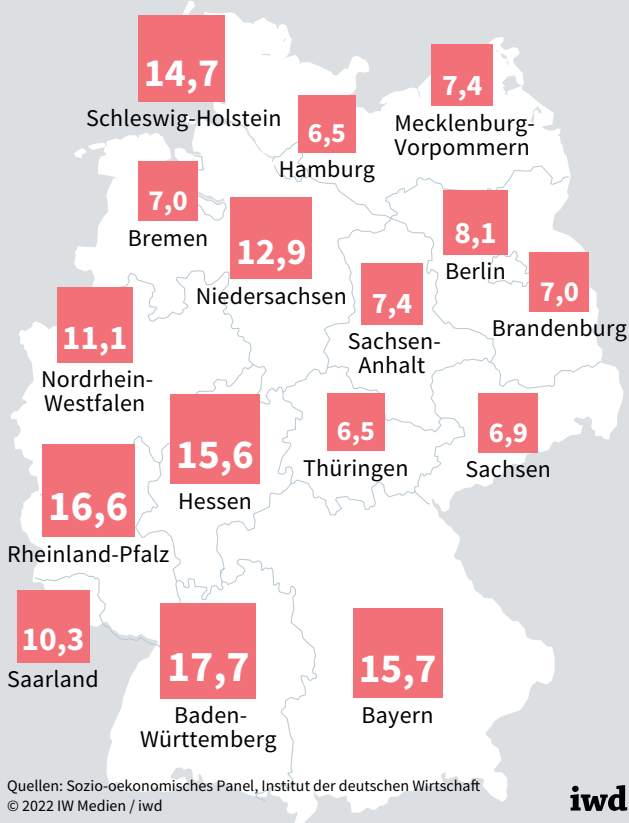 14,7
Schleswig-Holstein
7,4
Mecklenburg-
Vorpommern
6,5
Hamburg
7,0
Bremen
12,9
Niedersachsen
8,1
Berlin
7,0
Brandenburg
7,4
Sachsen-
Anhalt
11,1
Nordrhein-
Westfalen
15,6
Hessen
6,5
Thüringen
6,9
Sachsen
16,6
Rheinland-Pfalz
10,3
Saarland
17,7
Baden-
Württemberg
15,7
Bayern
Quellen: Sozio-oekonomisches Panel, Institut der deutschen Wirtschaft
© 2022 IW Medien / iwd
iwd